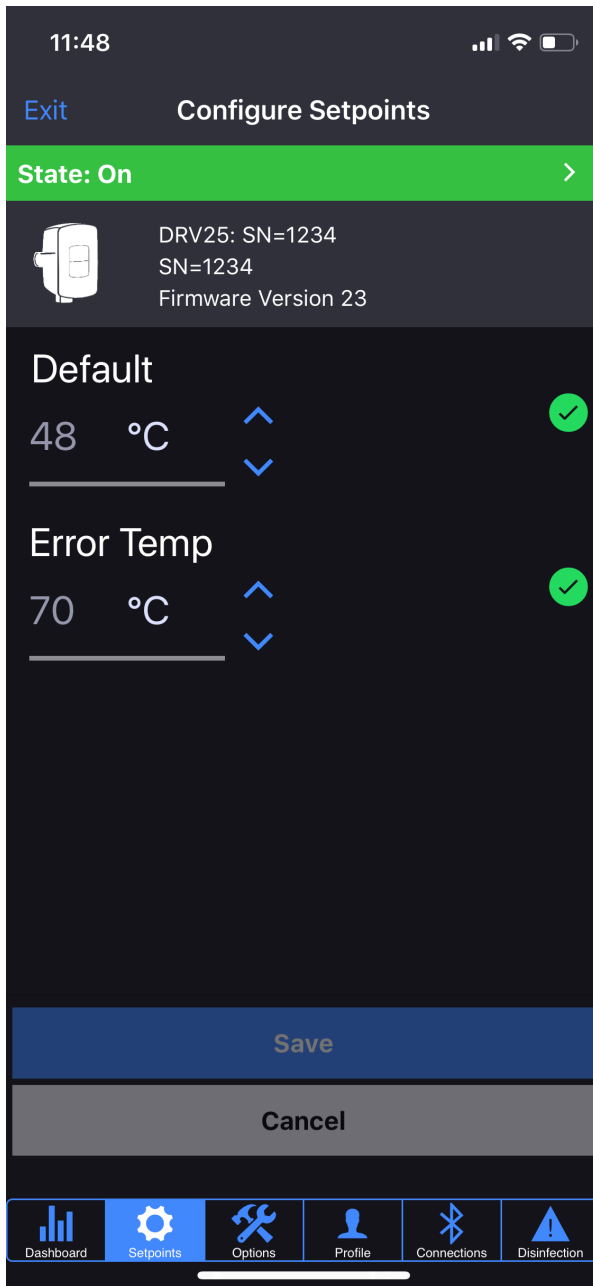 11:48
Exit
Configure Setpoints
State: On
DRV25: SN=1234
SN=1234
Firmware Version 23
Default
48 °C
Error Temp
70 °C
Save
Cancel
Dashboard Setpoints Options Profile Connections Disinfection